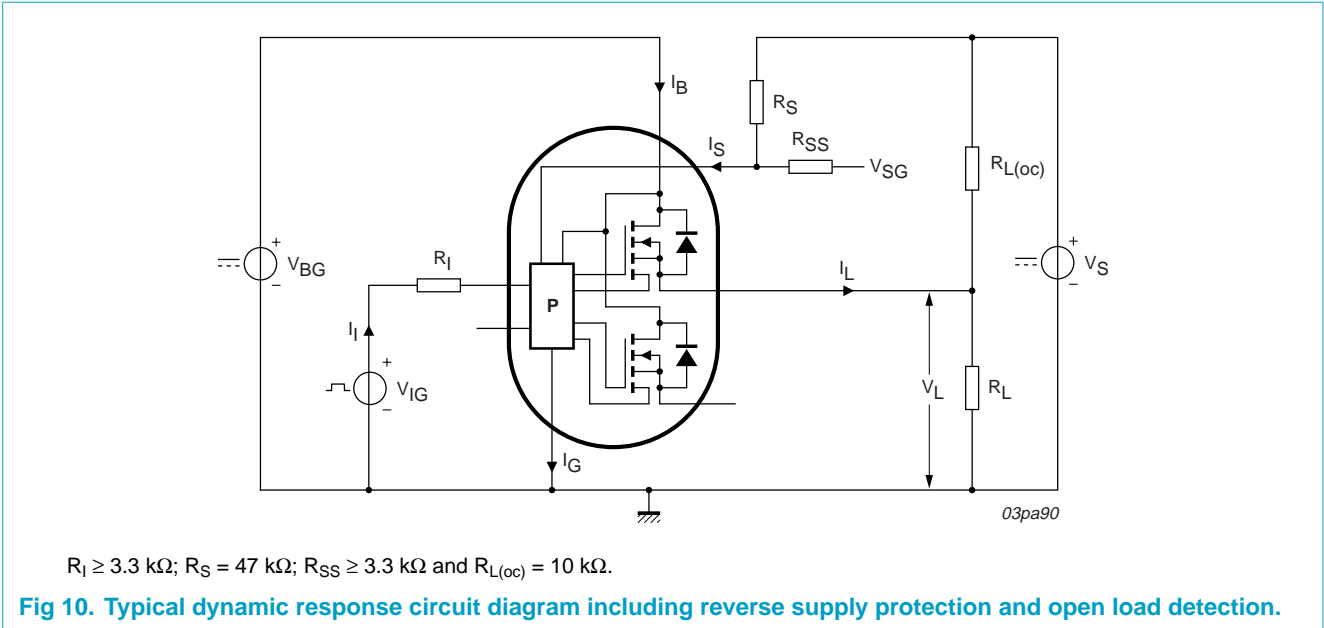 I_B
R_S
R_SS
I_S
V_SG
R_L(oc)
+
V_BG
−
R_I
P
I_L
+
V_S
−
I_I
+
V_IG
−
V_L
R_L
I_G
03pa90
R_I ≥ 3.3 kΩ; R_S = 47 kΩ; R_SS ≥ 3.3 kΩ and R_L(oc) = 10 kΩ.
Fig 10. Typical dynamic response circuit diagram including reverse supply protection and open load detection.